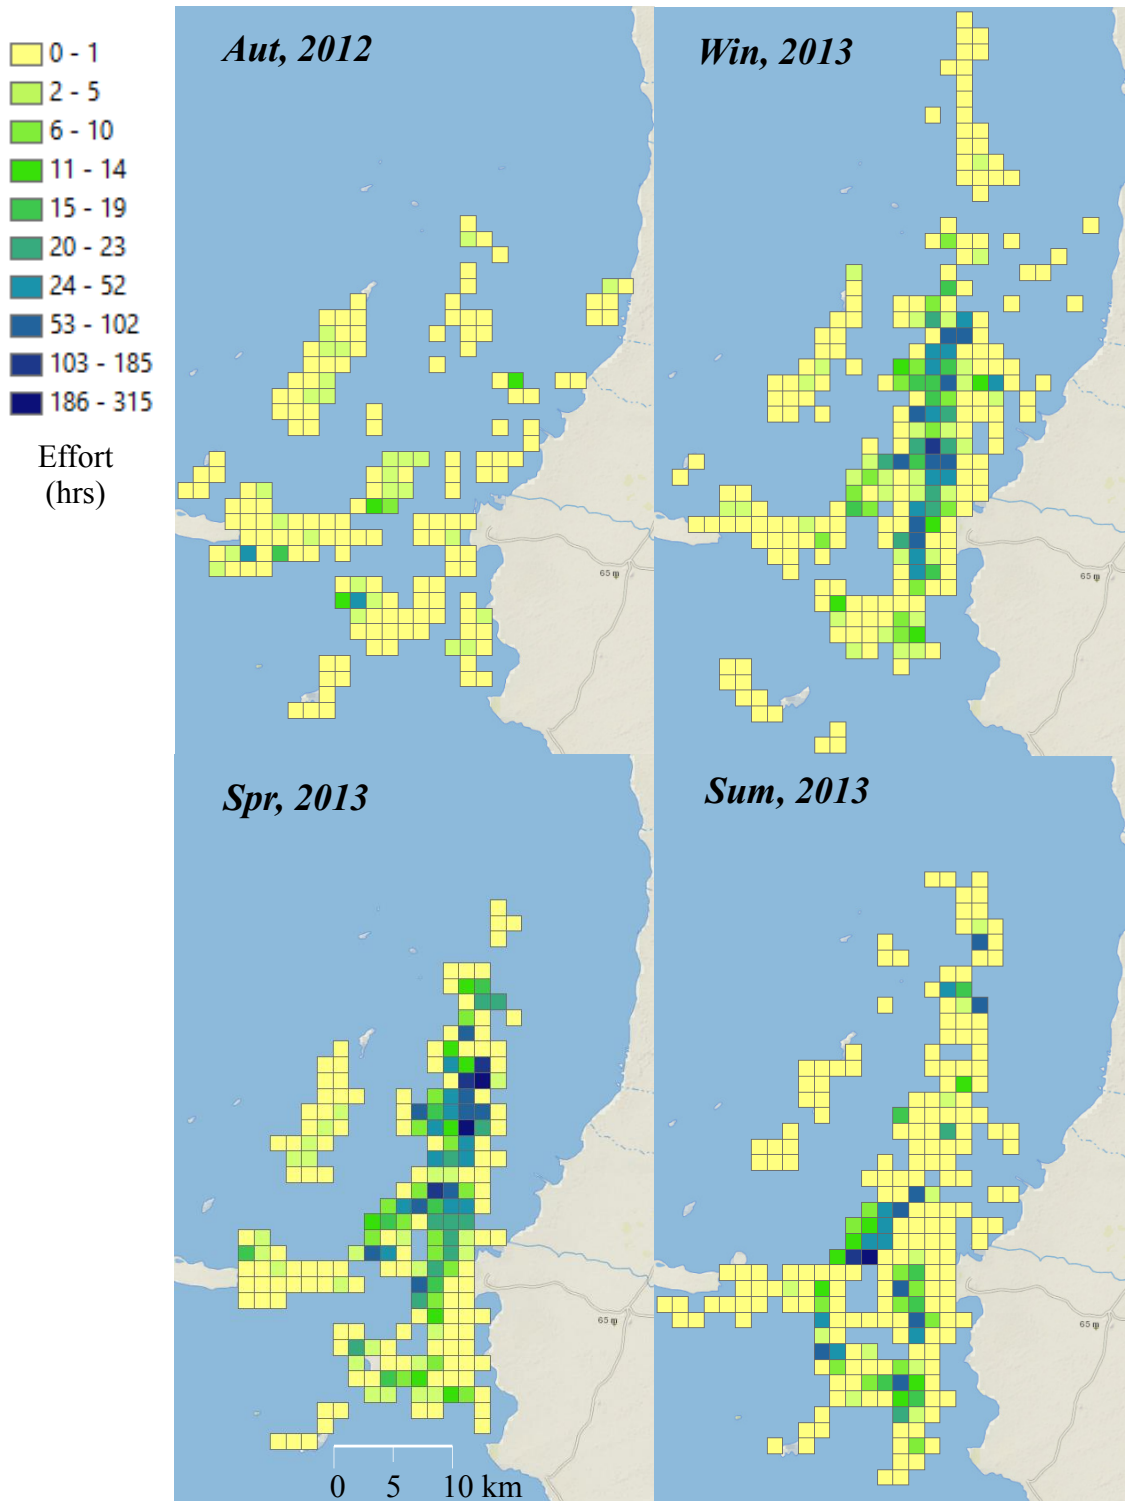 Aut, 2012
Win, 2013
0 - 1
2 - 5
6 - 10
11 - 14
15 - 19
20 - 23
24 - 52
53 - 102
103 - 185
186 - 315
Effort
(hrs)
65
65
Spr, 2013
Sum, 2013
65
65
0 5 10 km